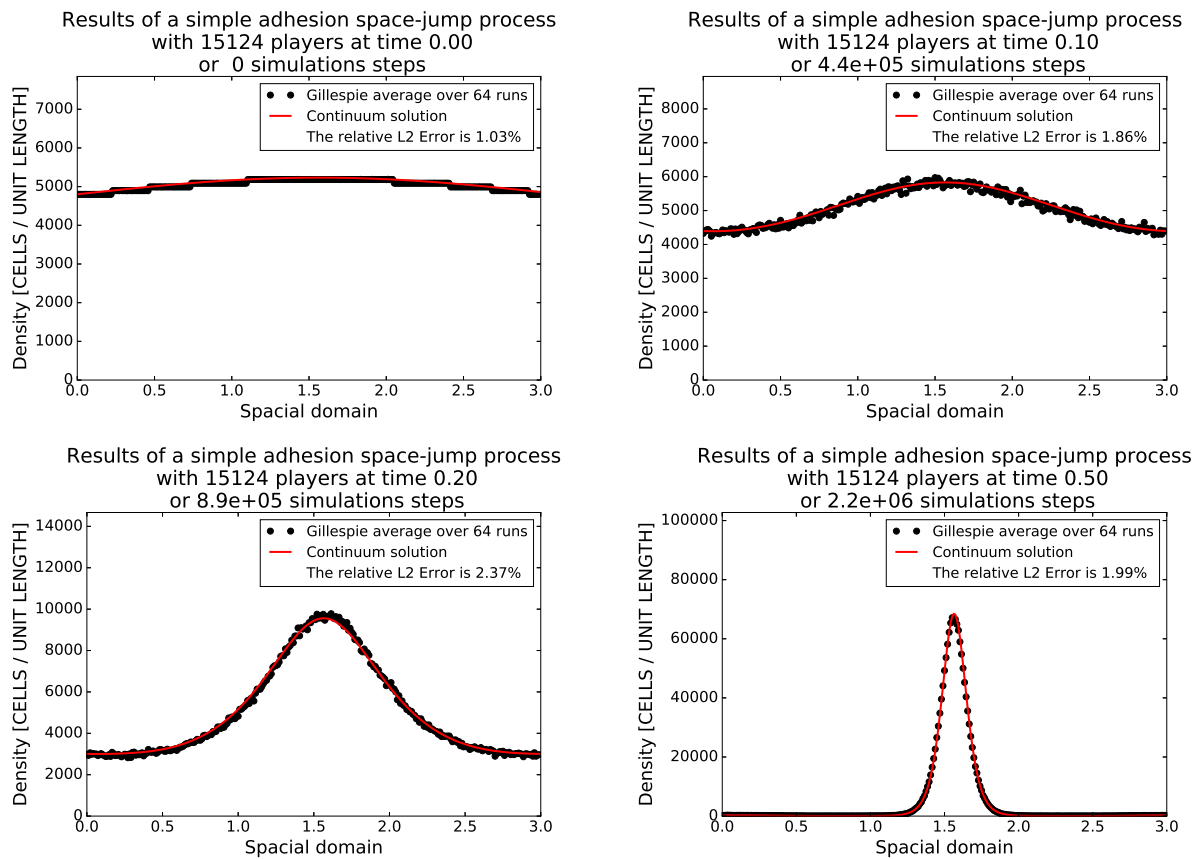 Results of a simple adhesion space-jump process
with 15124 players at time 0.00
or 0 simulations steps
Density [CELLS / UNIT LENGTH]
7000
6000
5000
4000
3000
2000
1000
0
Gillespie average over 64 runs
Continuum solution
The relative L2 Error is 1.03%
0.0 0.5 1.0 1.5 2.0 2.5 3.0
Spacial domain
Results of a simple adhesion space-jump process
with 15124 players at time 0.10
or 4.4e+05 simulations steps
Density [CELLS / UNIT LENGTH]
8000
7000
6000
5000
4000
3000
2000
1000
0
Gillespie average over 64 runs
Continuum solution
The relative L2 Error is 1.86%
0.0 0.5 1.0 1.5 2.0 2.5 3.0
Spacial domain
Results of a simple adhesion space-jump process
with 15124 players at time 0.20
or 8.9e+05 simulations steps
Density [CELLS / UNIT LENGTH]
14000
12000
10000
8000
6000
4000
2000
0
Gillespie average over 64 runs
Continuum solution
The relative L2 Error is 2.37%
0.0 0.5 1.0 1.5 2.0 2.5 3.0
Spacial domain
Results of a simple adhesion space-jump process
with 15124 players at time 0.50
or 2.2e+06 simulations steps
Density [CELLS / UNIT LENGTH]
100000
80000
60000
40000
20000
0
Gillespie average over 64 runs
Continuum solution
The relative L2 Error is 1.99%
0.0 0.5 1.0 1.5 2.0 2.5 3.0
Spacial domain